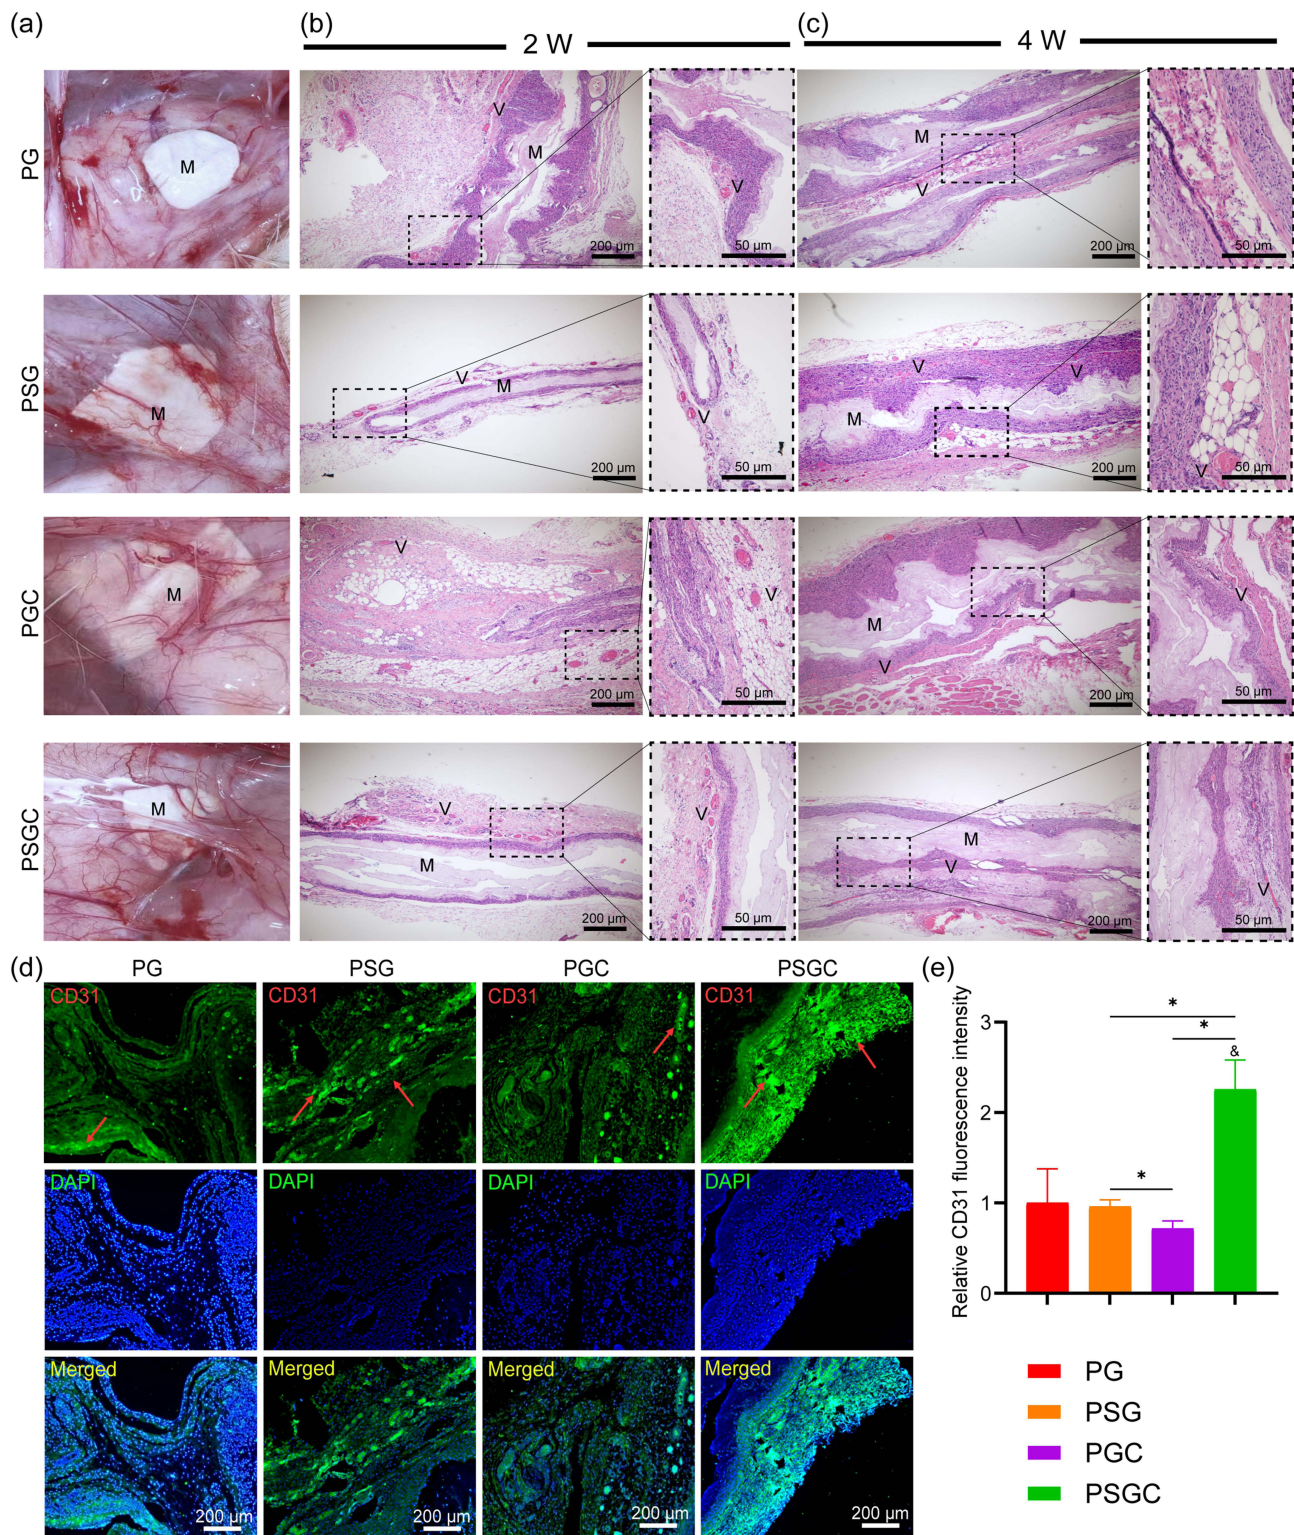 (a)
(b)
2 W
(c)
4 W
PG
M
V
M
200 µm
V
50 µm
M
V
200 µm
50 µm
PSG
M
V
M
200 µm
V
50 µm
V
V
M
200 µm
V
50 µm
PGC
M
V
200 µm
V
50 µm
M
V
200 µm
V
50 µm
PSGC
M
V
M
200 µm
V
50 µm
M
V
200 µm
V
50 µm
(d)
PG
PSG
PGC
PSGC
CD31
CD31
CD31
CD31
DAPI
DAPI
DAPI
DAPI
Merged
Merged
Merged
Merged
200 µm
200 µm
200 µm
200 µm
(e)
Relative CD31 fluorescence intensity
3
2
1
0
*
*
&
*
PG
PSG
PGC
PSGC